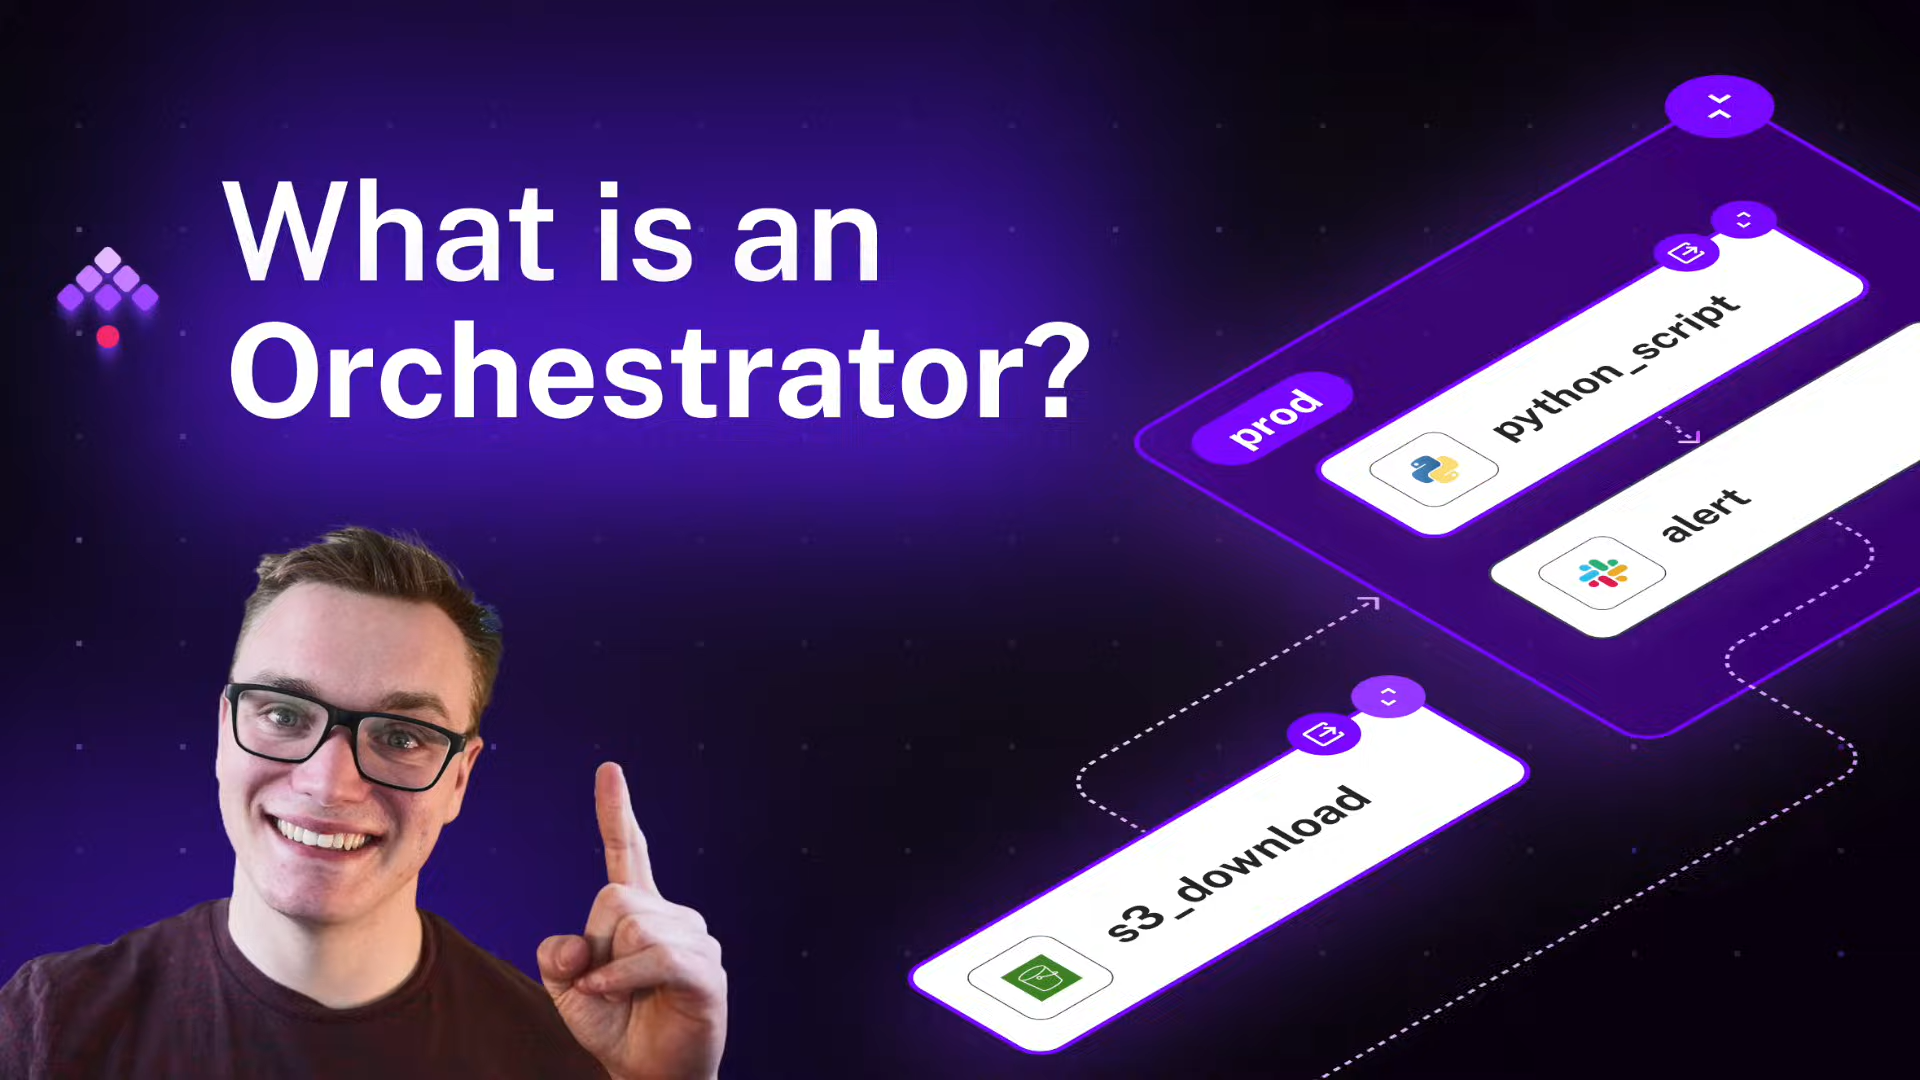 What is an
Orchestrator?
prod
python_script
alert
s3_download